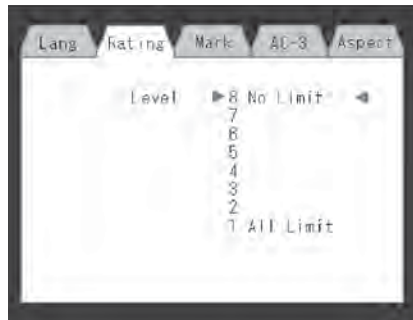 Lang Rating Mark AC-3 Aspect
Level ►8 No Limit ◄
7
6
5
4
3
2
1 All Limit